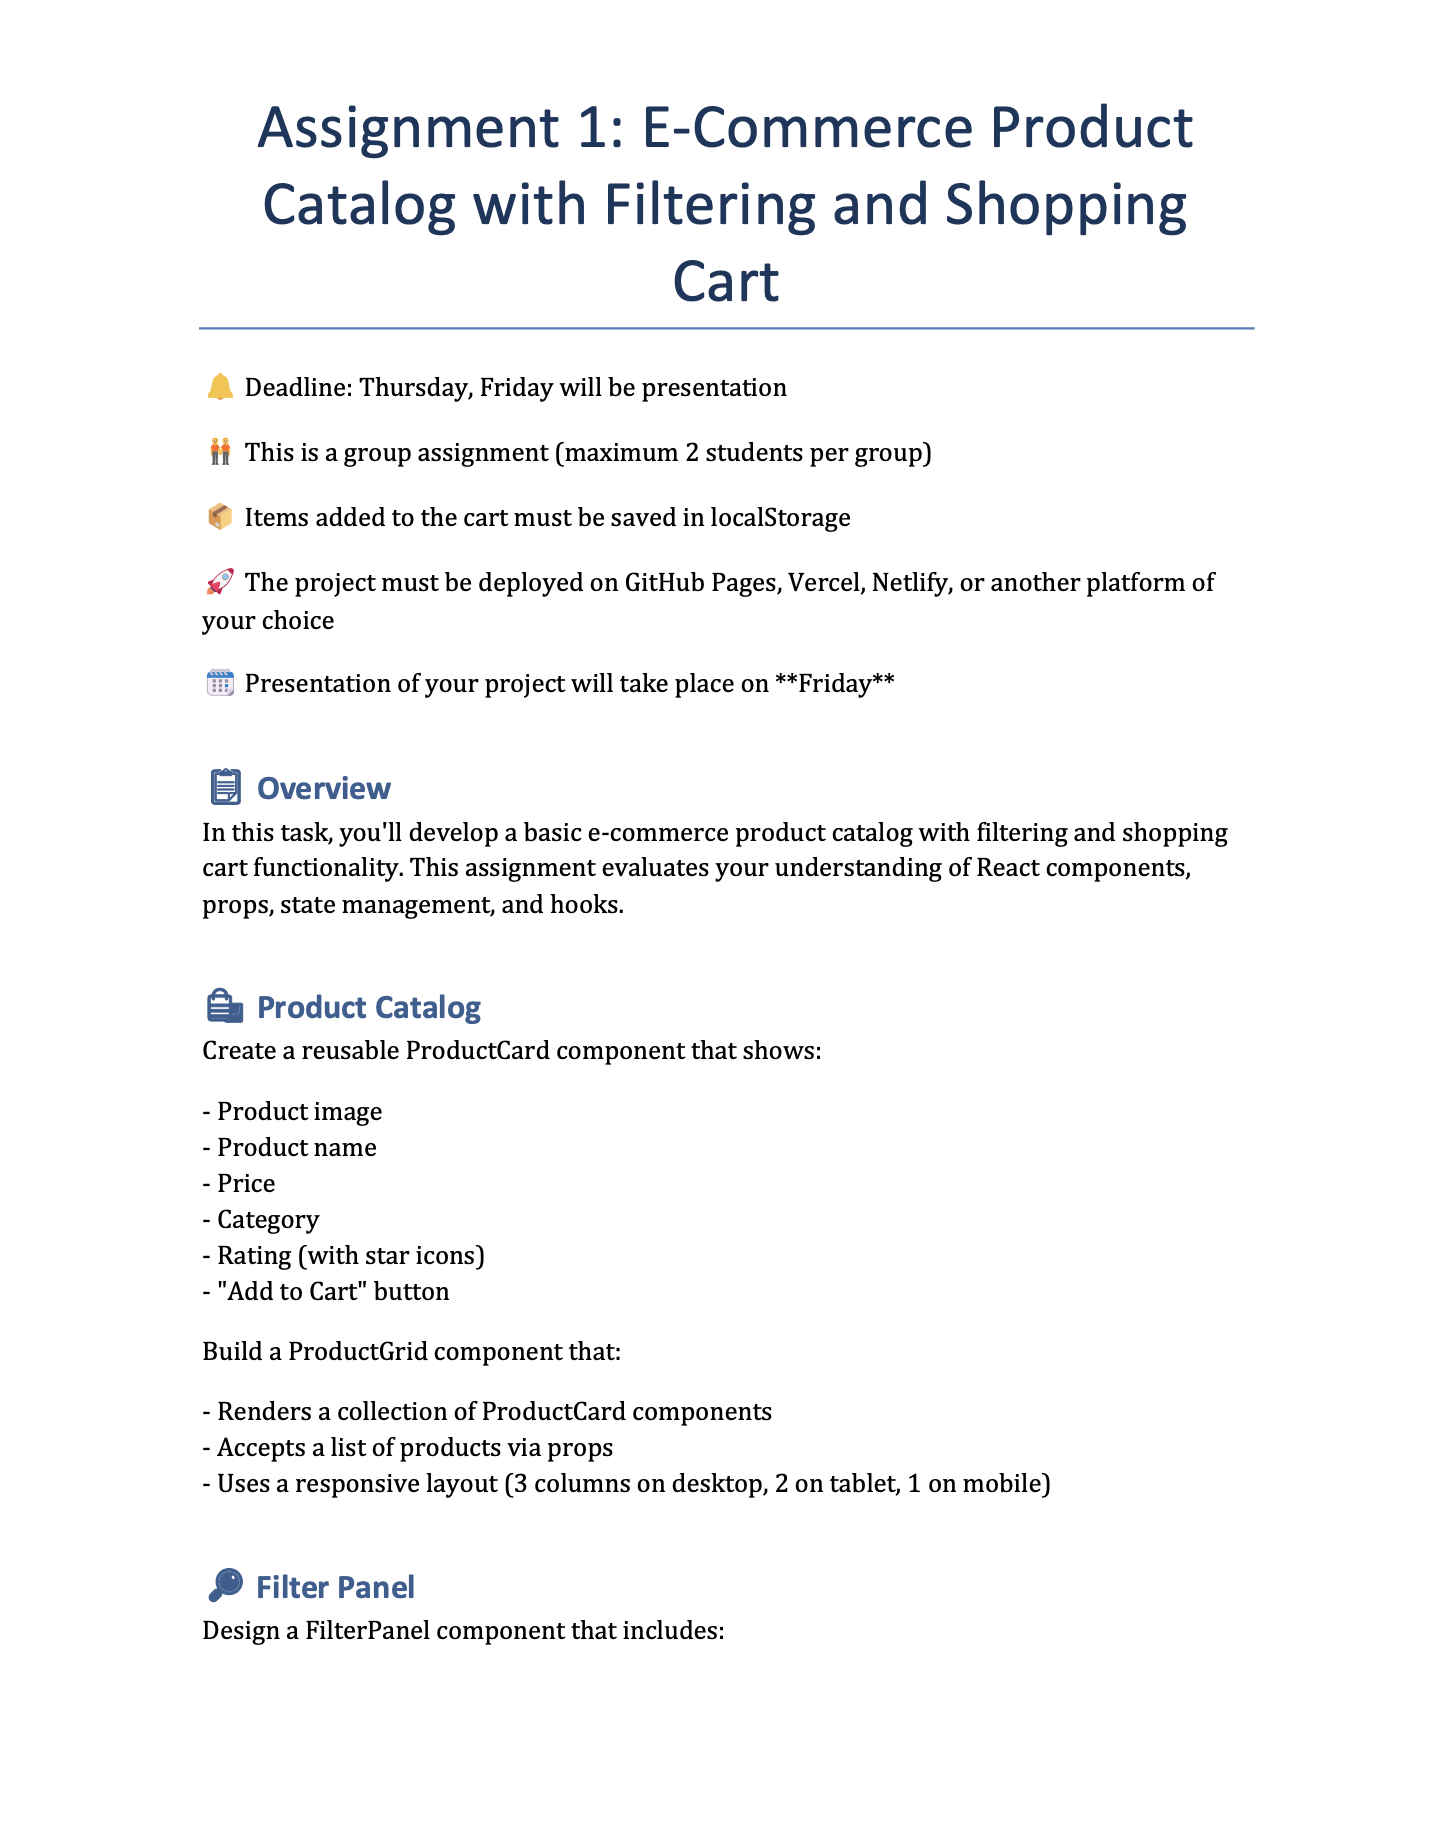 Assignment 1: E-Commerce Product
Catalog with Filtering and Shopping
Cart
🔔 Deadline: Thursday, Friday will be presentation
🧑‍🤝‍🧑 This is a group assignment (maximum 2 students per group)
📦 Items added to the cart must be saved in localStorage
🚀 The project must be deployed on GitHub Pages, Vercel, Netlify, or another platform of
your choice
📅 Presentation of your project will take place on **Friday**
📋 Overview
In this task, you'll develop a basic e-commerce product catalog with filtering and shopping
cart functionality. This assignment evaluates your understanding of React components,
props, state management, and hooks.
🛍 Product Catalog
Create a reusable ProductCard component that shows:
- Product image
- Product name
- Price
- Category
- Rating (with star icons)
- "Add to Cart" button
Build a ProductGrid component that:
- Renders a collection of ProductCard components
- Accepts a list of products via props
- Uses a responsive layout (3 columns on desktop, 2 on tablet, 1 on mobile)
🔎 Filter Panel
Design a FilterPanel component that includes: